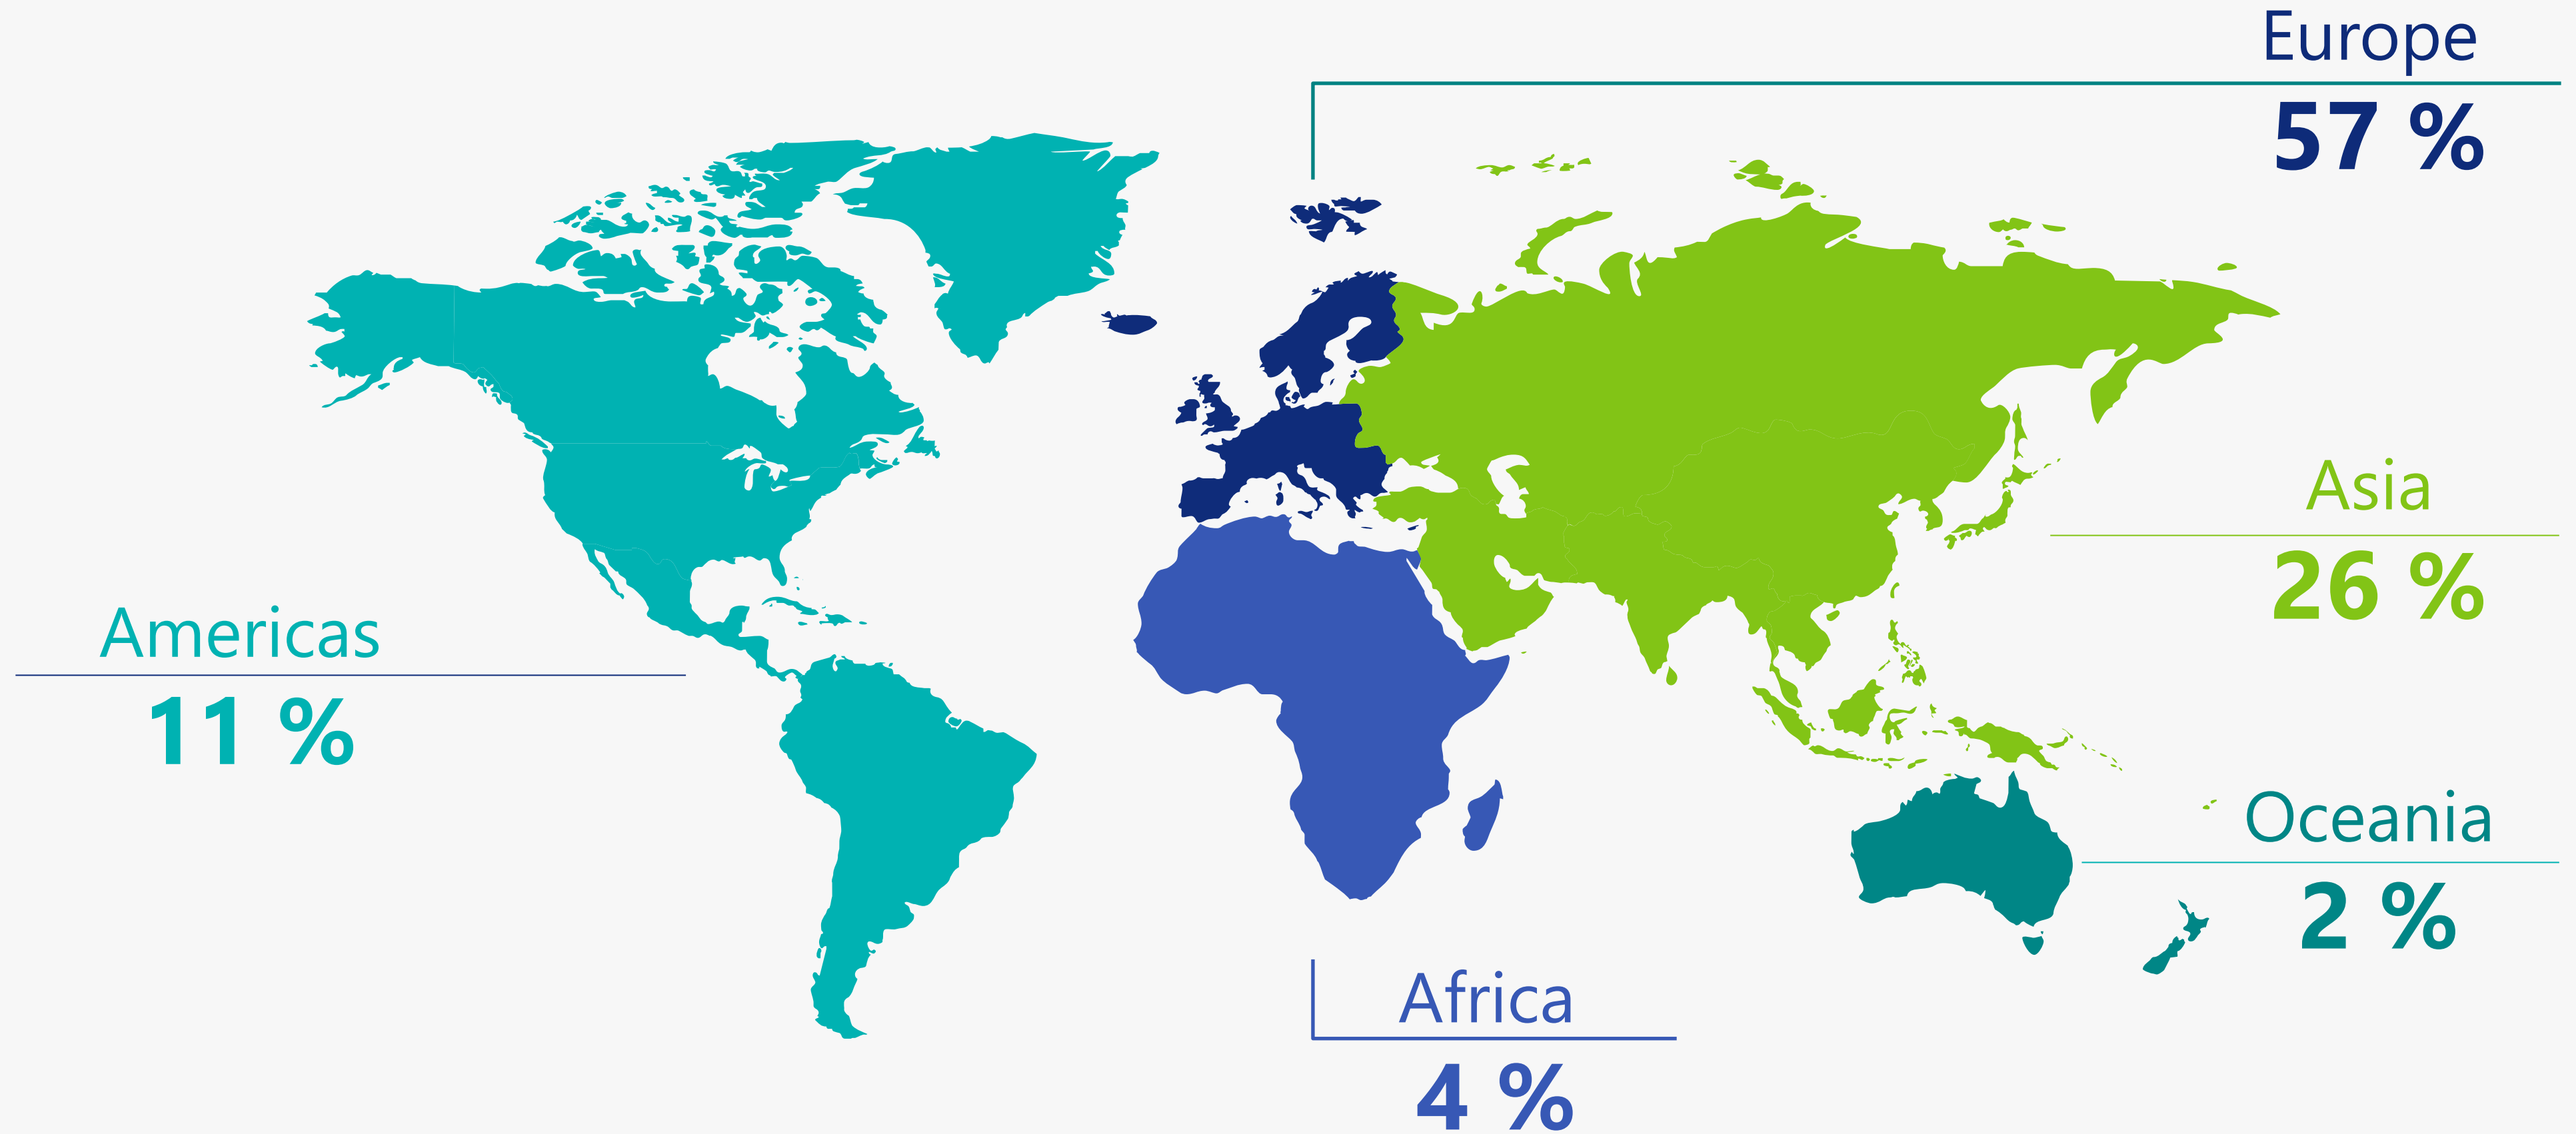 Europe
57 %
Asia
26 %
Americas
11 %
Oceania
2 %
Africa
4 %